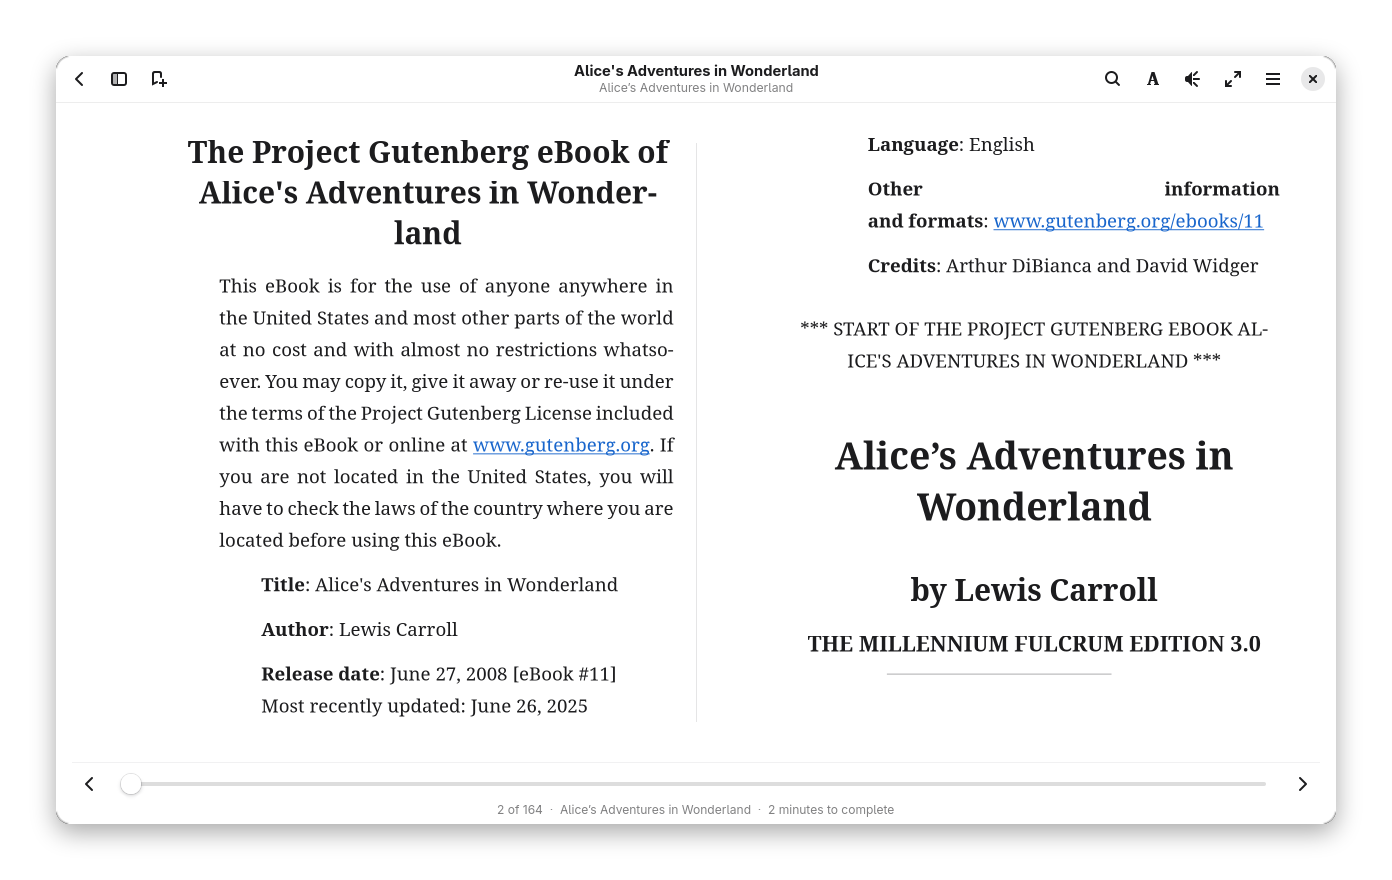 Alice's Adventures in Wonderland
Alice’s Adventures in Wonderland
The Project Gutenberg eBook of
Alice's Adventures in Wonder-
land
This eBook is for the use of anyone anywhere in
the United States and most other parts of the world
at no cost and with almost no restrictions whatso-
ever. You may copy it, give it away or re-use it under
the terms of the Project Gutenberg License included
with this eBook or online at www.gutenberg.org. If
you are not located in the United States, you will
have to check the laws of the country where you are
located before using this eBook.
Title: Alice's Adventures in Wonderland
Author: Lewis Carroll
Release date: June 27, 2008 [eBook #11]
Most recently updated: June 26, 2025
Language: English
Other information
and formats: www.gutenberg.org/ebooks/11
Credits: Arthur DiBianca and David Widger
*** START OF THE PROJECT GUTENBERG EBOOK AL-
ICE'S ADVENTURES IN WONDERLAND ***
Alice’s Adventures in
Wonderland
by Lewis Carroll
THE MILLENNIUM FULCRUM EDITION 3.0
2 of 164 · Alice’s Adventures in Wonderland · 2 minutes to complete